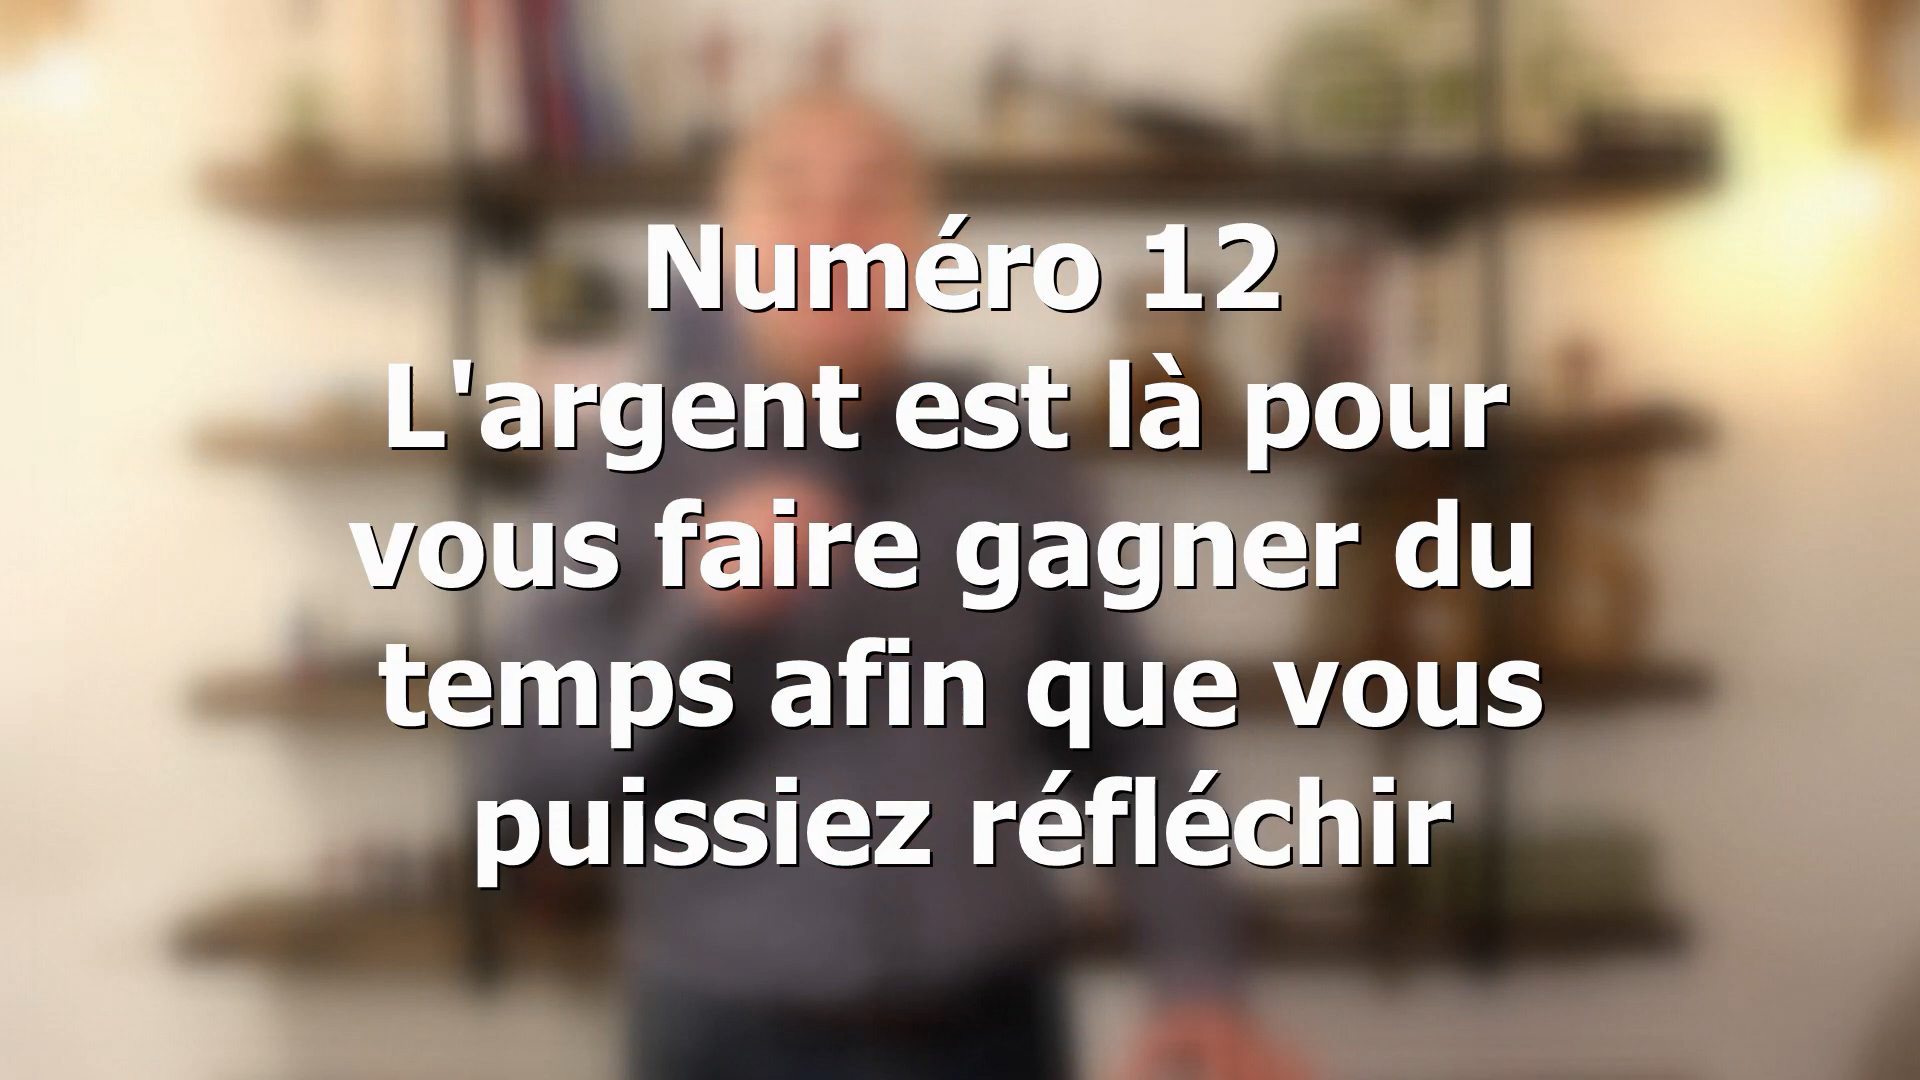 Numéro 12
L'argent est là pour
vous faire gagner du
temps afin que vous
puissiez réfléchir